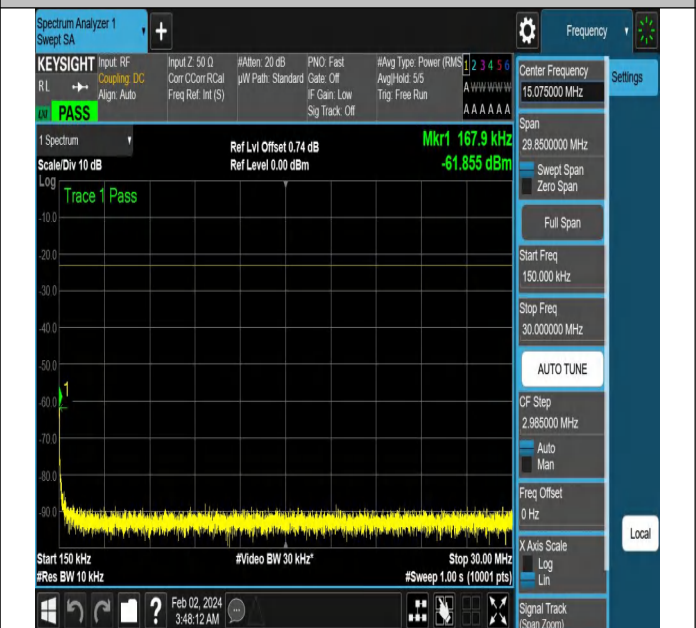 Spectrum Analyzer 1
Swept SA
+
Frequency
KEYSIGHT
RL
Input: RF
Coupling: DC
Align: Auto
Input Z: 50 Ω
Corr CCorr RCal
Freq Ref: Int (S)
#Atten: 20 dB
µW Path: Standard
PNO: Fast
Gate: Off
IF Gain: Low
Sig Track: Off
#Avg Type: Power (RMS
Avg|Hold: 5/5
Trig: Free Run
1 2 3 4 5 6
A W W W W W
A A A A A A
PASS
1 Spectrum
Scale/Div 10 dB
Ref Lvl Offset 0.74 dB
Ref Level 0.00 dBm
Mkr1 167.9 kHz
-61.855 dBm
Log
Trace 1 Pass
-10.0
-20.0
-30.0
-40.0
-50.0
1
-60.0
-70.0
-80.0
-90.0
Start 150 kHz
#Res BW 10 kHz
#Video BW 30 kHz*
Stop 30.00 MHz
#Sweep 1.00 s (10001 pts)
Center Frequency
15.075000 MHz
Span
29.8500000 MHz
Swept Span
Zero Span
Full Span
Start Freq
150.000 kHz
Stop Freq
30.000000 MHz
AUTO TUNE
CF Step
2.985000 MHz
Auto
Man
Freq Offset
0 Hz
X Axis Scale
Log
Lin
Signal Track
(Span Zoom)
Settings
Local
?
Feb 02, 2024
3:48:12 AM